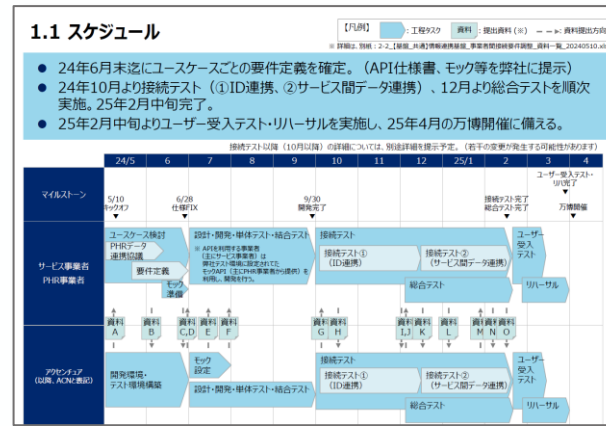 1.1 スケジュール
【凡例】 :工程タスク 資料 :提出資料(※) :資料提出方向
※ 詳細は、別紙:2-2_【基盤_共通】情報連携基盤_事業者間接続要件調整_資料一覧_20240510.xls
● 24年6月末迄にユースケースごとの要件定義を確定。(API仕様書、モック等を弊社に提示)
● 24年10月より接続テスト(①ID連携、②サービス間データ連携)、12月より総合テストを順次
実施。25年2月中旬完了。
● 25年2月中旬よりユーザー受入テスト・リハーサルを実施し、25年4月の万博開催に備える。
接続テスト以降(10月以降)の詳細については、別途詳細を提示予定。(若干の変更が発生する可能性があります)
24/5 6 7 8 9 10 11 12 25/1 2 3 4
マイルストーン
ユーザー受入テスト・
リハ完了
5/10
キックオフ
6/28
仕様FIX
9/30
開発完了
接続テスト完了
総合テスト完了
万博開催
サービス事業者
PHR事業者
ユースケース検討
PHRデータ
連携協議
要件定義
モック
準備
設計・開発・単体テスト・結合テスト
※ APIを利用する事業者
(主にサービス事業者)は
弊社テスト環境に設定されてた
モックAPI(主にPHR事業者から提供)を
利用し、開発を行う。
接続テスト
接続テスト①
(ID連携)
接続テスト②
(サービス間データ連携)
総合テスト
ユーザー
受入
テスト
リハーサル
資料
A
資料
B
資料
C,D
資料
E
資料
F
資料
G
資料
H
資料
I,J
資料
K
資料
L
資料
M
資料
N
資料
O
アクセンチュア
(以降、ACNと表記)
開発環境・
テスト環境構築
モック
設定
設計・開発・単体テスト・結合テスト
接続テスト
接続テスト①
(ID連携)
接続テスト②
(サービス間データ連携)
総合テスト
ユーザー
受入
テスト
リハーサル